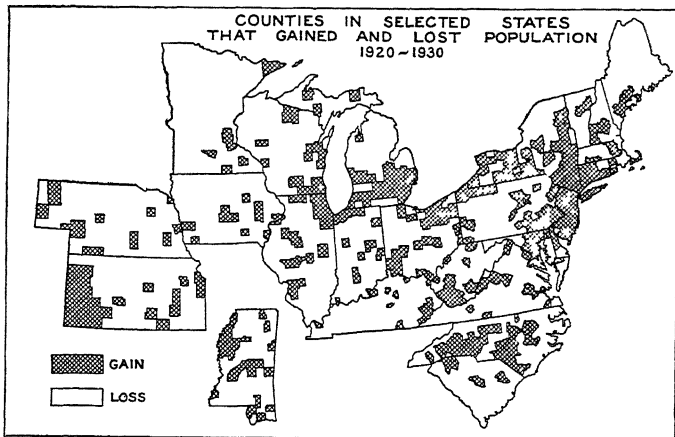 COUNTIES IN SELECTED STATES
THAT GAINED AND LOST POPULATION
1920~1930
GAIN
LOSS